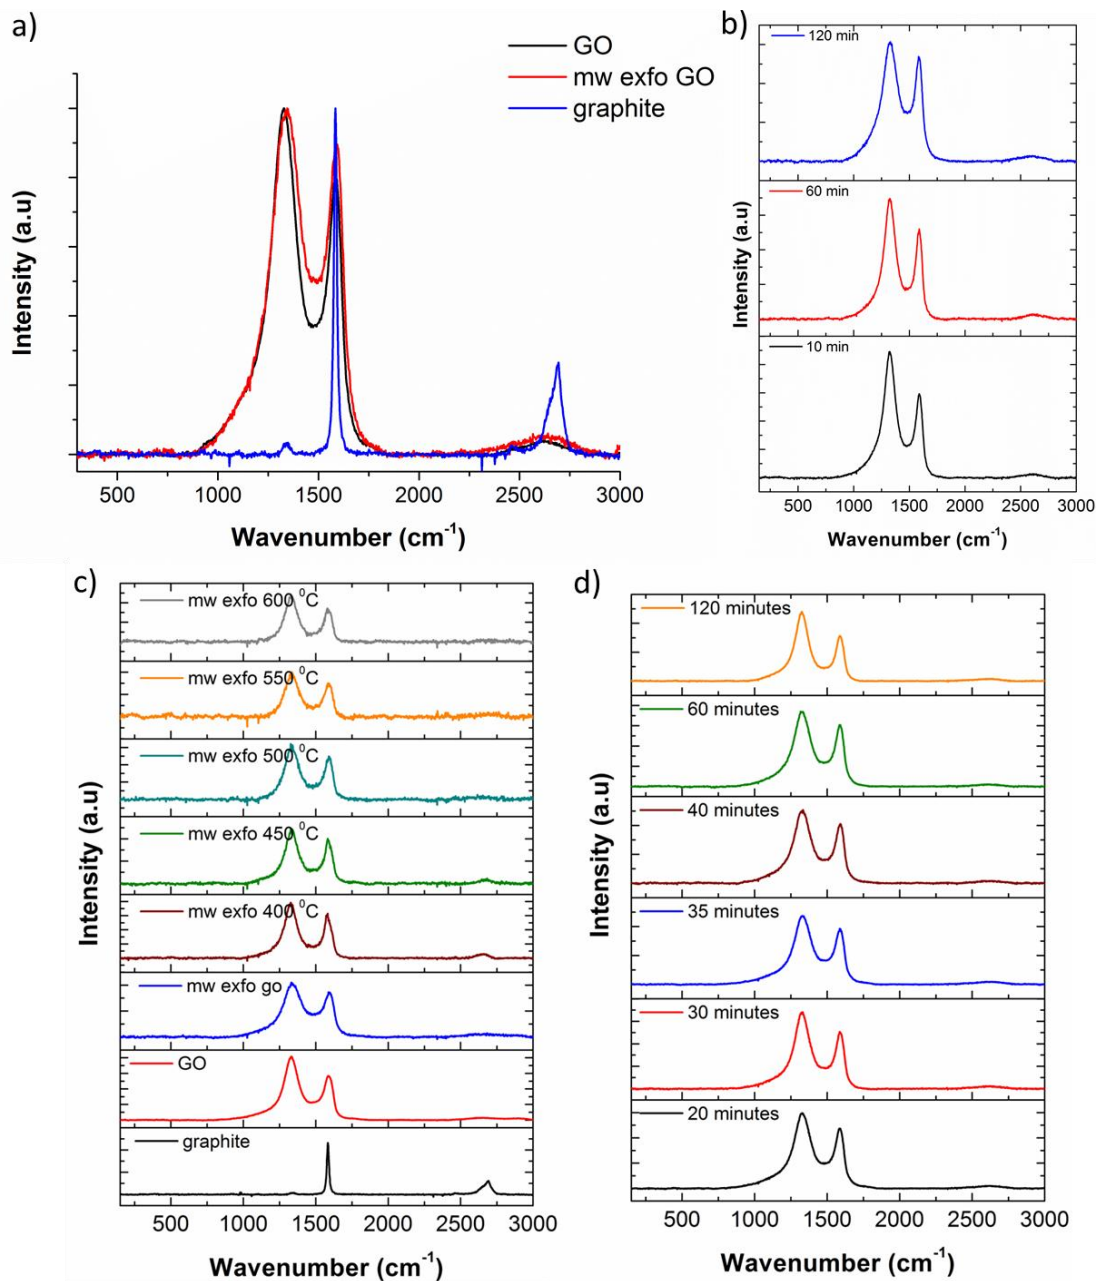 a)
GO
mw exfo GO
graphite
Intensity (a.u)
500 1000 1500 2000 2500 3000
Wavenumber (cm⁻¹)
b)
120 min
60 min
10 min
Intensity (a.u)
500 1000 1500 2000 2500 3000
Wavenumber (cm⁻¹)
c)
mw exfo 600 ⁰C
mw exfo 550 ⁰C
mw exfo 500 ⁰C
mw exfo 450 ⁰C
mw exfo 400 ⁰C
mw exfo go
GO
graphite
Intensity (a.u)
500 1000 1500 2000 2500 3000
Wavenumber (cm⁻¹)
d)
120 minutes
60 minutes
40 minutes
35 minutes
30 minutes
20 minutes
Intensity (a.u)
500 1000 1500 2000 2500 3000
Wavenumber (cm⁻¹)